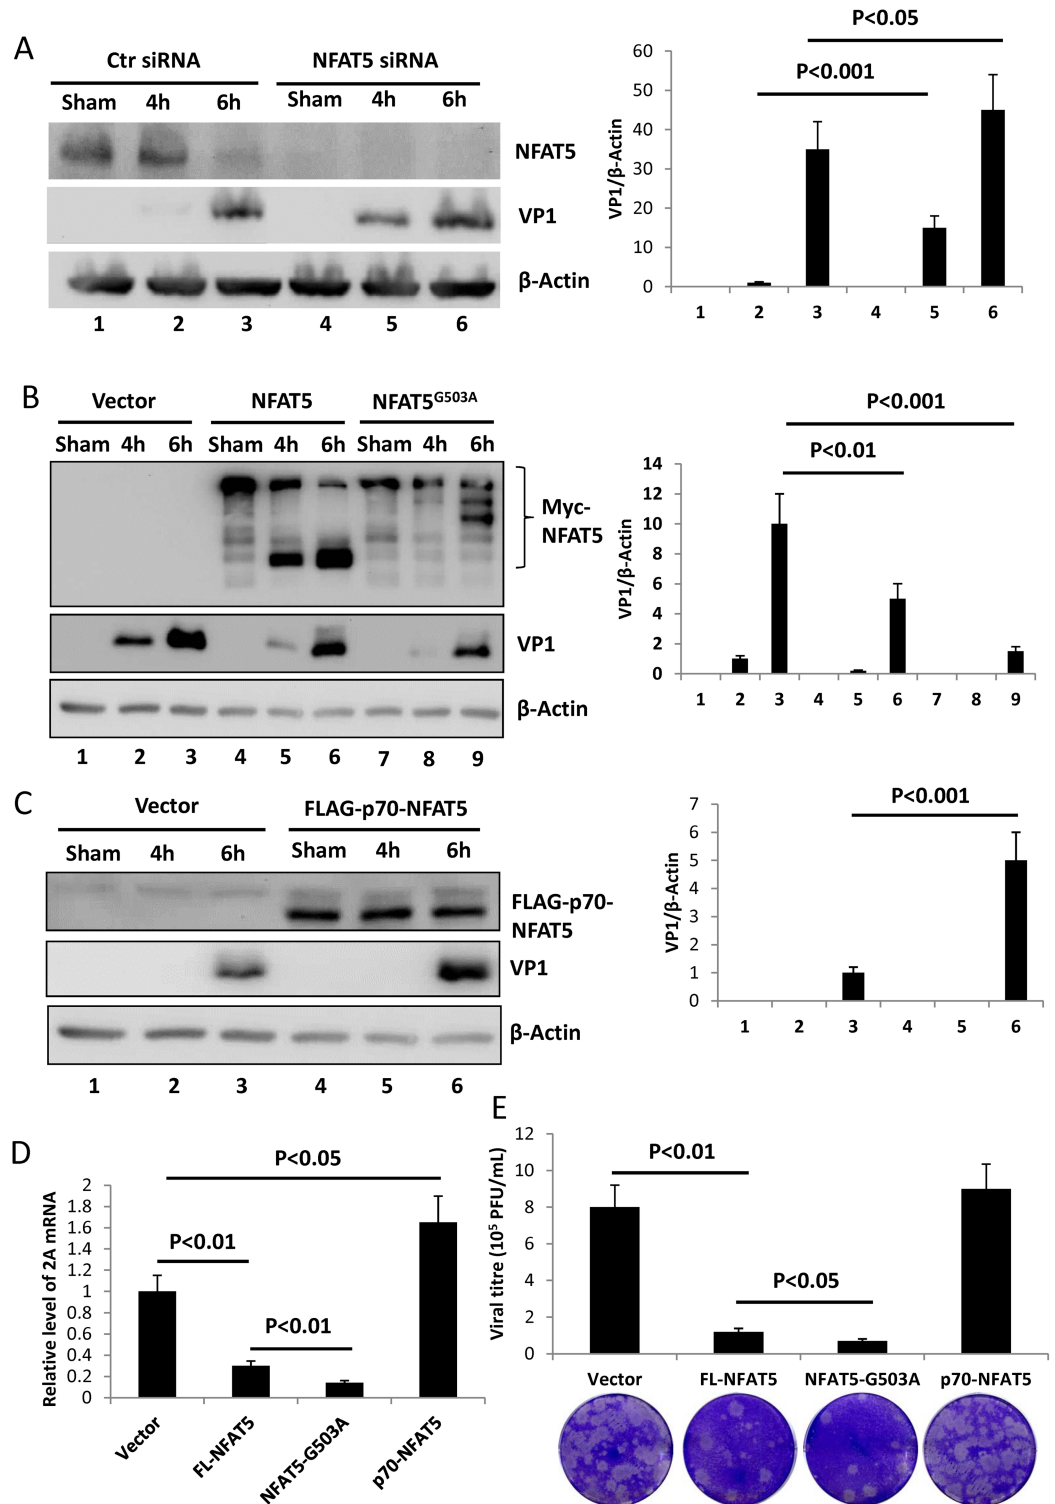 A
Ctr siRNA NFAT5 siRNA
Sham 4h 6h Sham 4h 6h
NFAT5
VP1
β-Actin
1 2 3 4 5 6
P<0.05
P<0.001
VP1/β-Actin
60
50
40
30
20
10
0
1 2 3 4 5 6
B
Vector NFAT5 NFAT5G503A
Sham 4h 6h Sham 4h 6h Sham 4h 6h
Myc-
NFAT5
VP1
β-Actin
1 2 3 4 5 6 7 8 9
P<0.001
P<0.01
VP1/β-Actin
14
12
10
8
6
4
2
0
1 2 3 4 5 6 7 8 9
C
Vector FLAG-p70-NFAT5
Sham 4h 6h Sham 4h 6h
FLAG-p70-
NFAT5
VP1
β-Actin
1 2 3 4 5 6
P<0.001
VP1/β-Actin
7
6
5
4
3
2
1
0
1 2 3 4 5 6
D
P<0.05
P<0.01
P<0.01
Relative level of 2A mRNA
2
1.8
1.6
1.4
1.2
1
0.8
0.6
0.4
0.2
0
Vector FL-NFAT5 NFAT5-G503A p70-NFAT5
E
P<0.01
P<0.05
Viral titre (10⁵ PFU/mL)
12
10
8
6
4
2
0
Vector FL-NFAT5 NFAT5-G503A p70-NFAT5